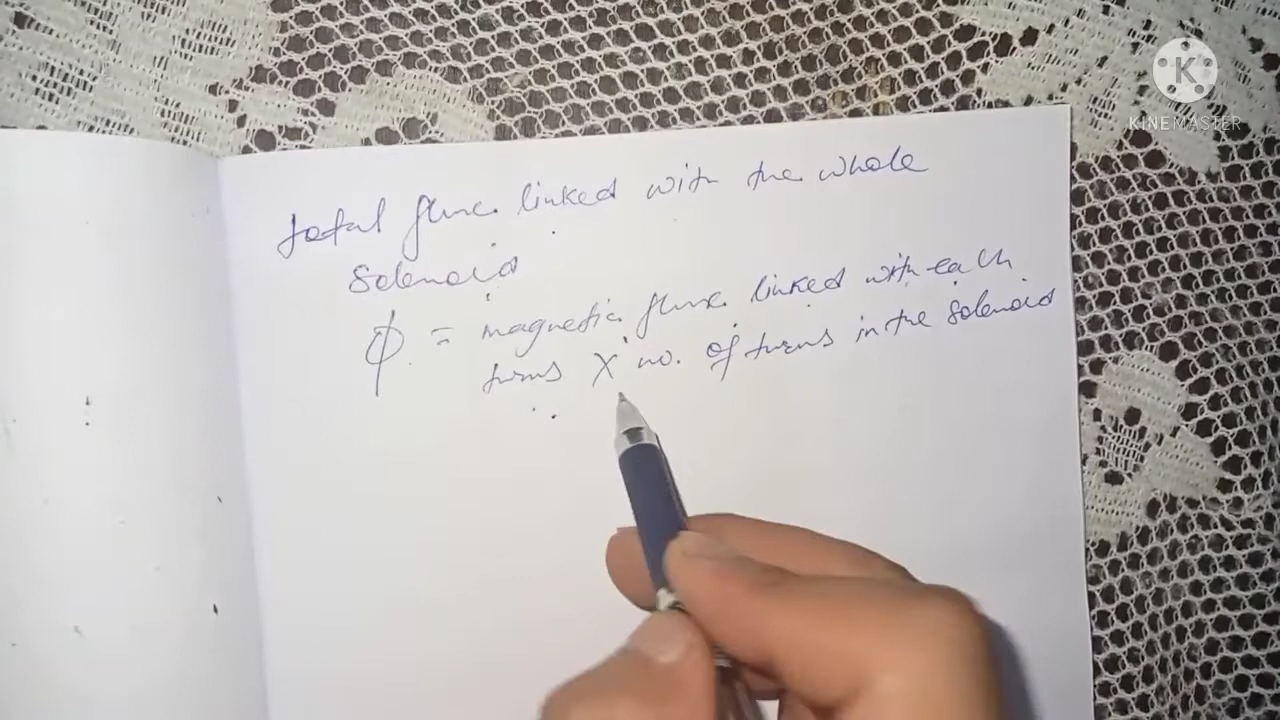 total flux linked with the whole
solenoid
ϕ = magnetic flux linked with each
turns X no. of turns in the solenoid
K
KINEMASTER